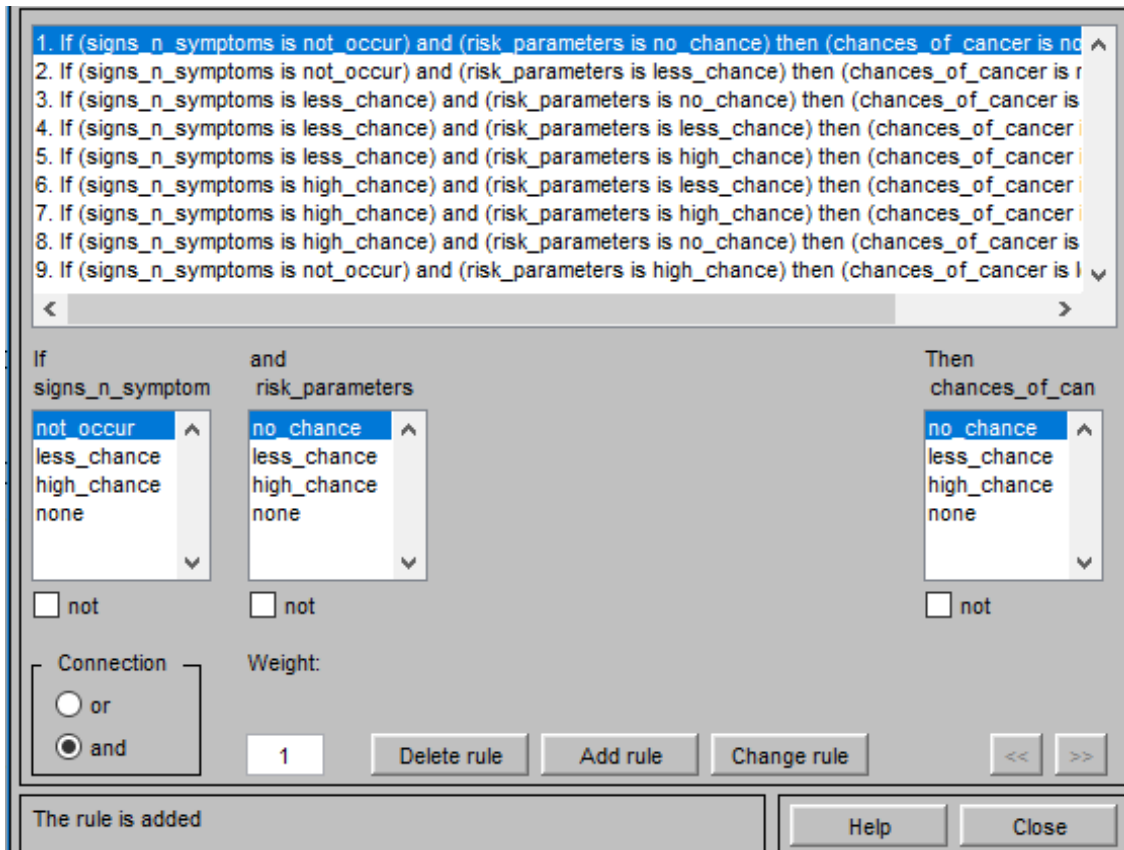 1. If (signs_n_symptoms is not_occur) and (risk_parameters is no_chance) then (chances_of_cancer is no
2. If (signs_n_symptoms is not_occur) and (risk_parameters is less_chance) then (chances_of_cancer is
3. If (signs_n_symptoms is less_chance) and (risk_parameters is no_chance) then (chances_of_cancer is
4. If (signs_n_symptoms is less_chance) and (risk_parameters is less_chance) then (chances_of_cancer
5. If (signs_n_symptoms is less_chance) and (risk_parameters is high_chance) then (chances_of_cancer
6. If (signs_n_symptoms is high_chance) and (risk_parameters is less_chance) then (chances_of_cancer
7. If (signs_n_symptoms is high_chance) and (risk_parameters is high_chance) then (chances_of_cancer
8. If (signs_n_symptoms is high_chance) and (risk_parameters is no_chance) then (chances_of_cancer is
9. If (signs_n_symptoms is not_occur) and (risk_parameters is high_chance) then (chances_of_cancer is
If
signs_n_symptom
not_occur
less_chance
high_chance
none
not
and
risk_parameters
no_chance
less_chance
high_chance
none
not
Then
chances_of_can
no_chance
less_chance
high_chance
none
not
Connection
or
and
Weight:
1
Delete rule
Add rule
Change rule
<<
>>
The rule is added
Help
Close